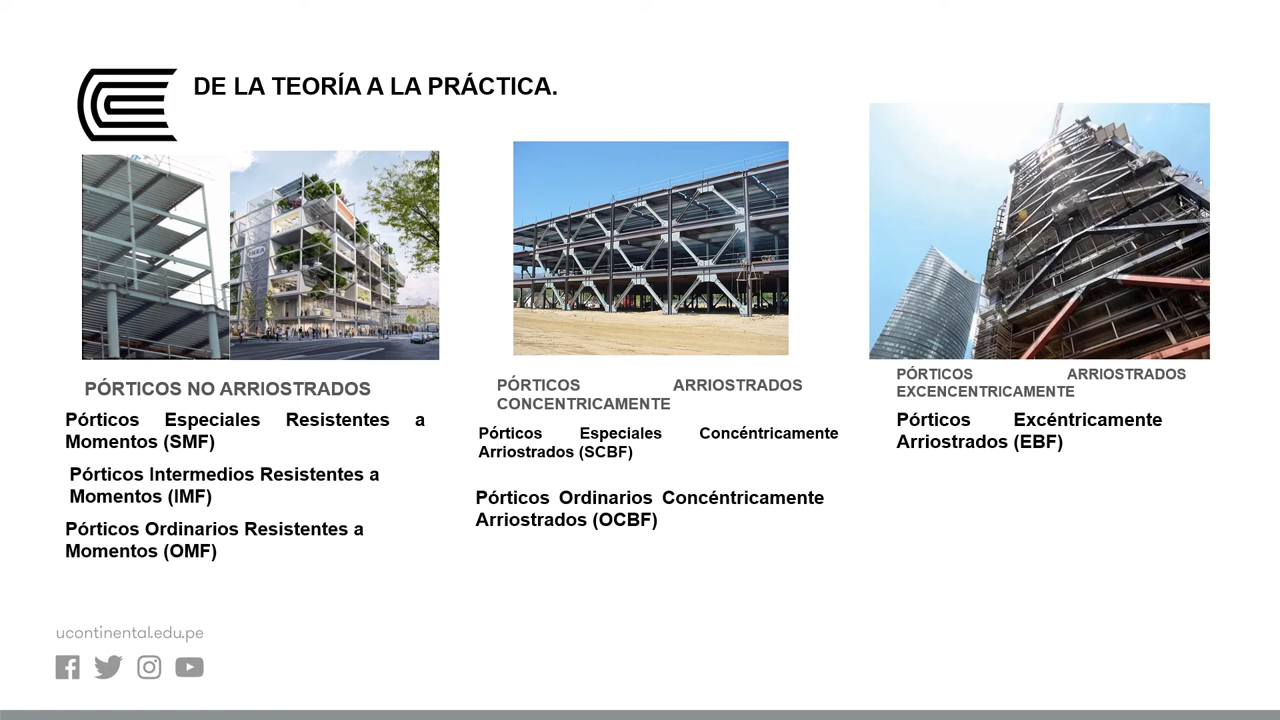 DE LA TEORÍA A LA PRÁCTICA.
IKEA
PÓRTICOS NO ARRIOSTRADOS
Pórticos Especiales Resistentes a
Momentos (SMF)
Pórticos Intermedios Resistentes a
Momentos (IMF)
Pórticos Ordinarios Resistentes a
Momentos (OMF)
PÓRTICOS ARRIOSTRADOS
CONCENTRICAMENTE
Pórticos Especiales Concéntricamente
Arriostrados (SCBF)
Pórticos Ordinarios Concéntricamente
Arriostrados (OCBF)
PÓRTICOS ARRIOSTRADOS
EXCENCENTRICAMENTE
Pórticos Excéntricamente
Arriostrados (EBF)
ucontinental.edu.pe